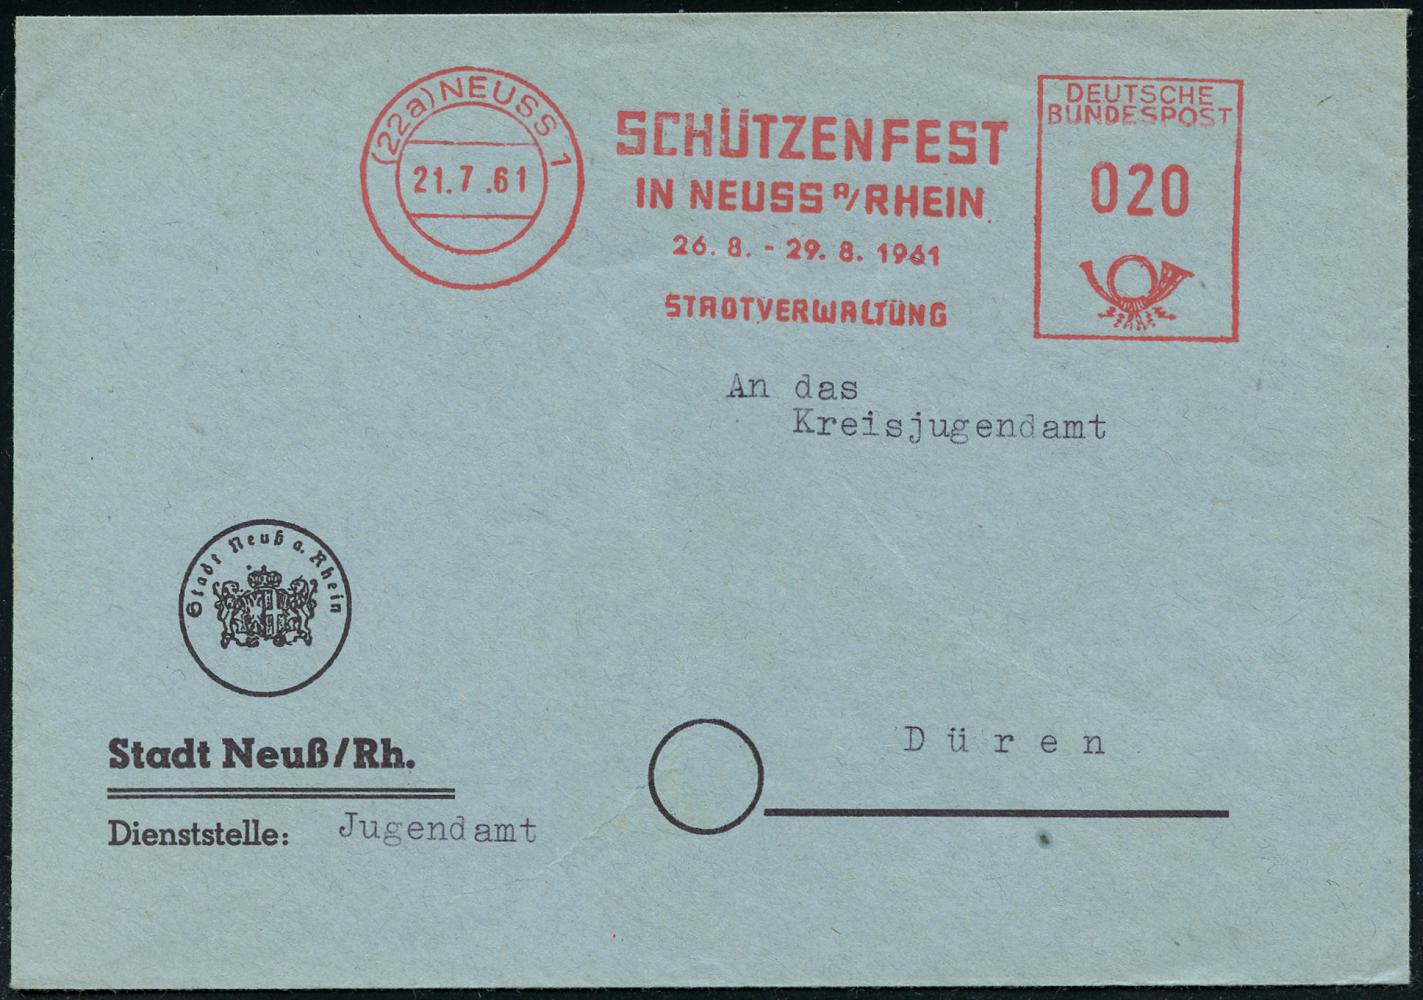 (22a) NEUSS 1
21.7.61
SCHÜTZENFEST
IN NEUSS A/RHEIN
26. 8. - 29. 8. 1961
STADTVERWALTUNG
DEUTSCHE
BUNDESPOST
020
An das
Kreisjugendamt
Stadt Neuß a. Rhein
Stadt Neuß/Rh.
Dienststelle: Jugendamt
Düren